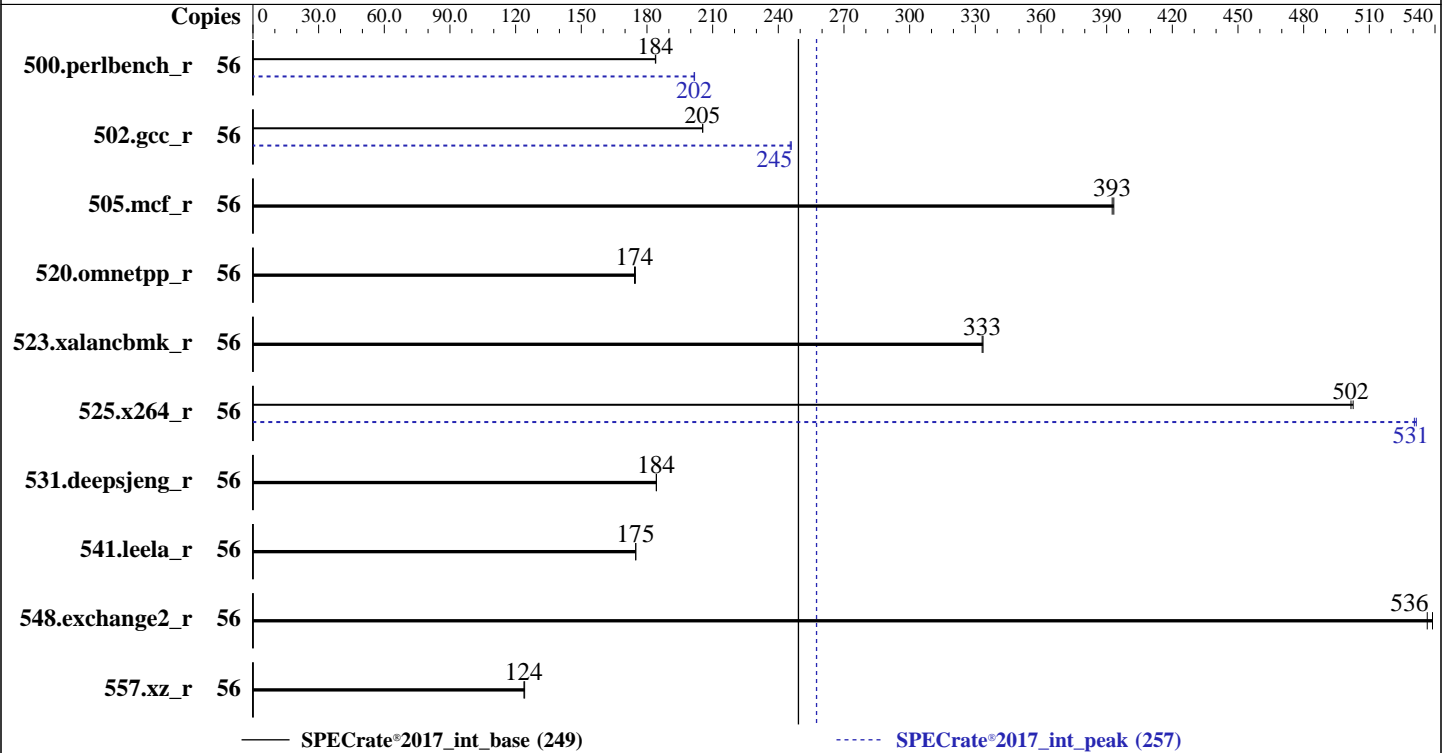 Copies 0 30.0 60.0 90.0 120 150 180 210 240 270 300 330 360 390 420 450 480 510 540
184
500.perlbench_r 56
202
205
502.gcc_r 56
245
393
505.mcf_r 56
174
520.omnetpp_r 56
333
523.xalancbmk_r 56
502
525.x264_r 56
531
184
531.deepsjeng_r 56
175
541.leela_r 56
536
548.exchange2_r 56
124
557.xz_r 56
SPECrate®2017_int_base (249) SPECrate®2017_int_peak (257)